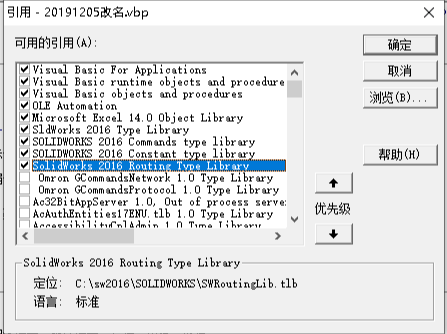 引用 - 20191205改名.vbp
可用的引用(A):
确定
取消
浏览(B)...
Visual Basic For Applications
Visual Basic runtime objects and procedure
Visual Basic objects and procedures
OLE Automation
Microsoft Excel 14.0 Object Library
SldWorks 2016 Type Library
SOLIDWORKS 2016 Commands type library
SOLIDWORKS 2016 Constant type library
SolidWorks 2016 Routing Type Library
Omron GCommandsNetwork 1.0 Type Library
Omron GCommandsProtocol 1.0 Type Library
Ac32BitAppServer 1.0, Out of process serve
AcAuthEntities17ENU.tlb 1.0 Type Library
AccessibilityCplAdmin 1.0 Type Library
帮助(H)
优先级
SolidWorks 2016 Routing Type Library
定位: C:\sw2016\SOLIDWORKS\SWRoutingLib.tlb
语言: 标准